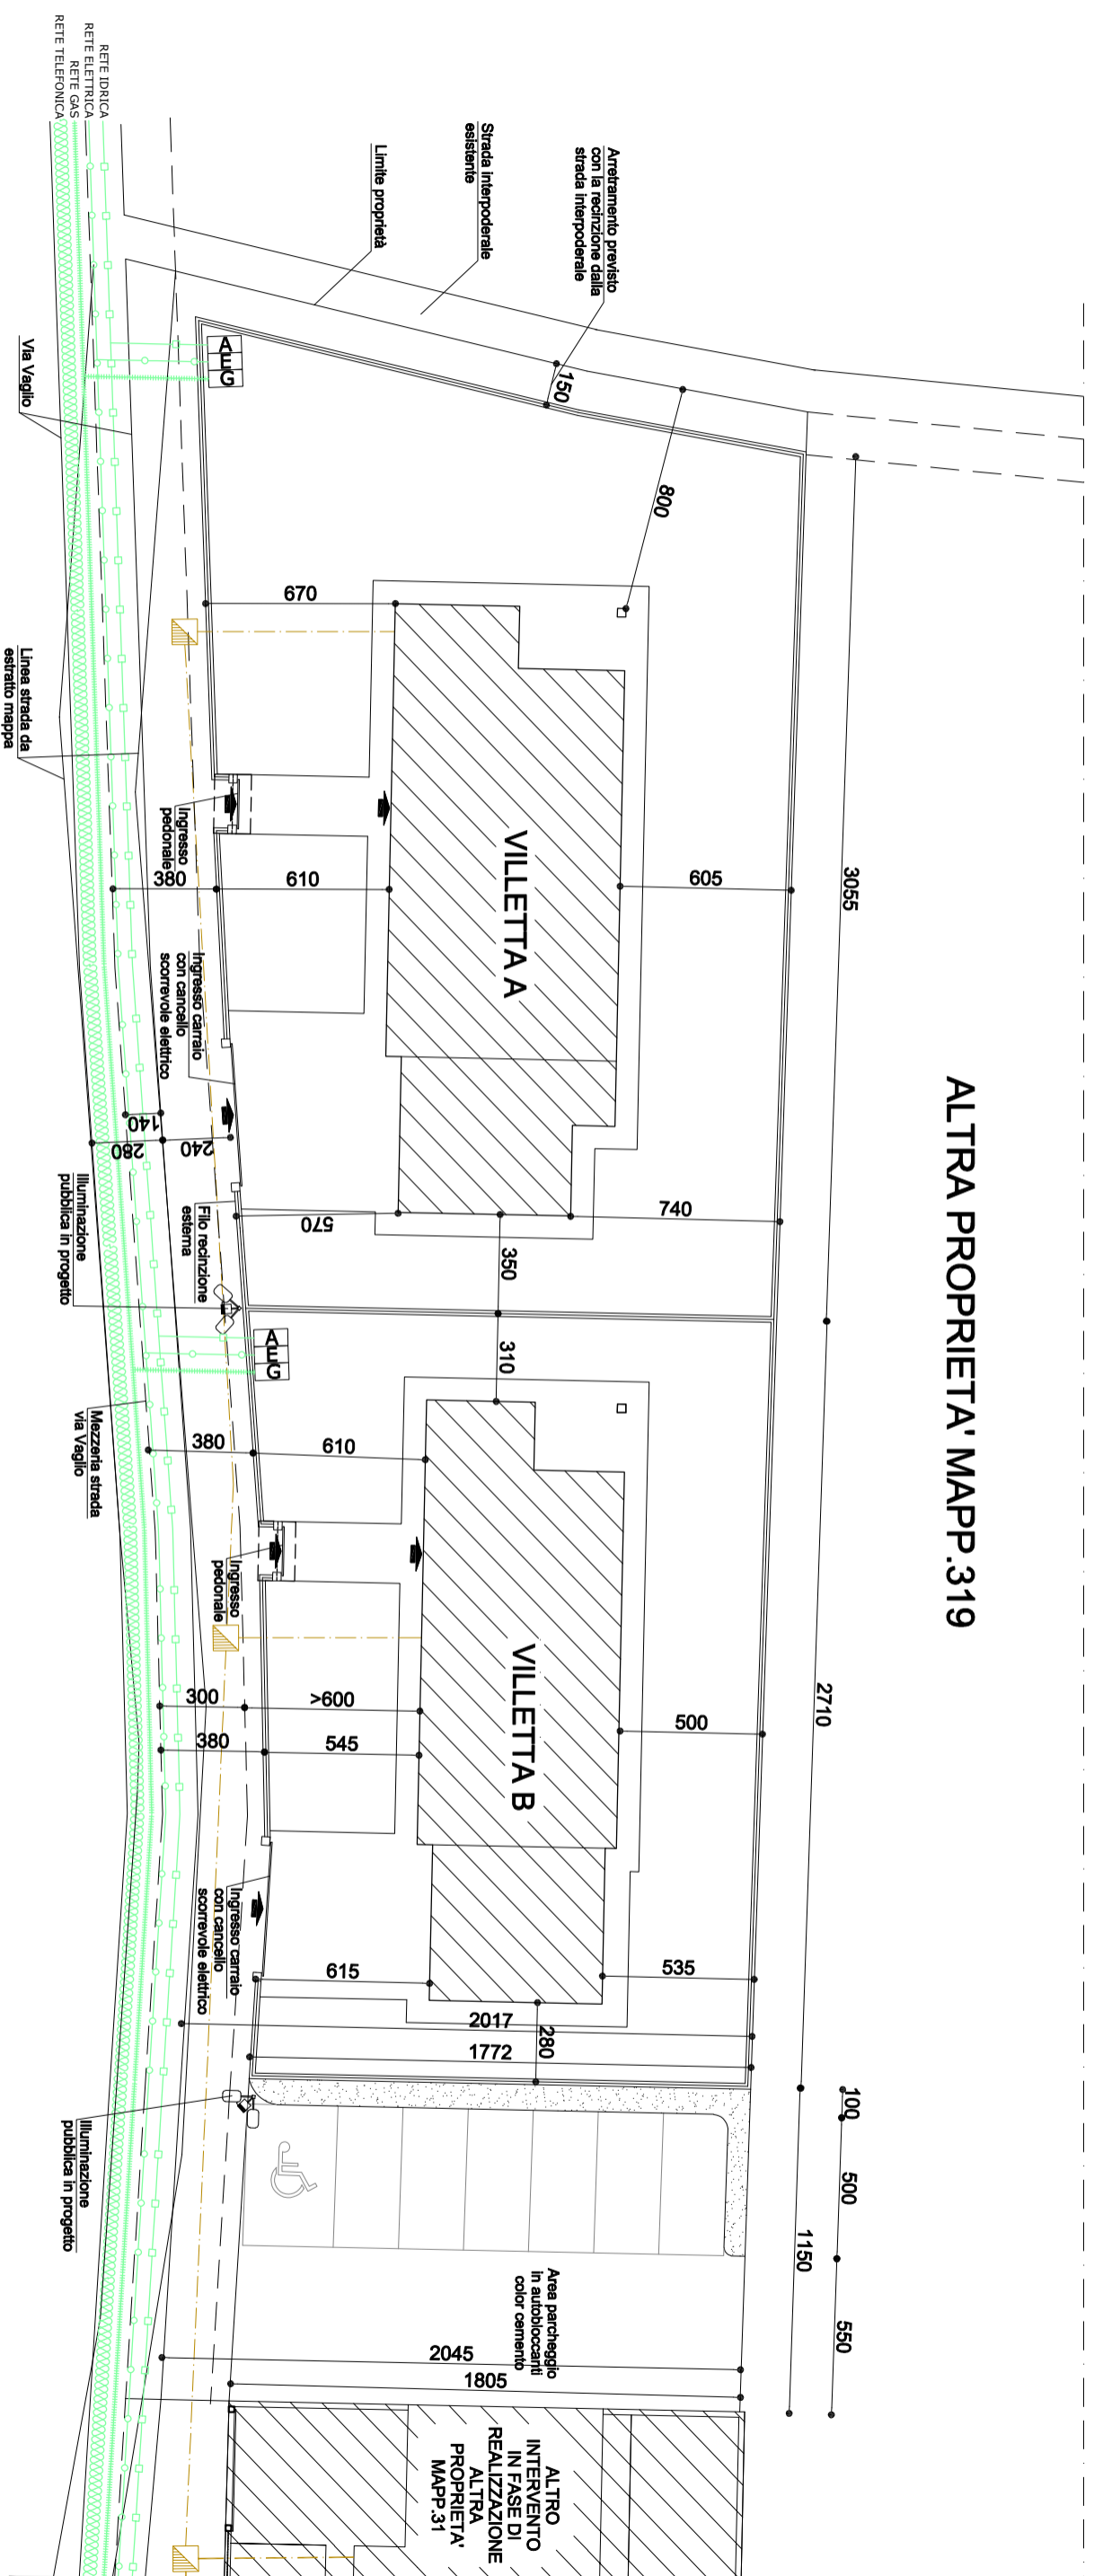 ALTRA PROPRIETA' MAPP.319
3055
2710
1150
100
500
550
RETE IDRICA
RETE ELETTRICA
RETE GAS
RETE TELEFONICA
Arretramento previsto
con la recinzione dalla
strada interpoderale
Strada interpoderale
esistente
Limite proprietà
150
800
A
E
G
Via Vaglio
Linea strada da
estratto mappa
670
VILLETTA A
605
610
380
Ingresso
pedonale
Ingresso carraio
con cancello
scorrevole elettrico
140
280
240
Illuminazione
pubblica in progetto
Filo recinzione
esterna
570
740
350
310
A
E
G
Mezzeria strada
via Vaglio
380
610
Ingresso
pedonale
VILLETTA B
500
300
>600
380
545
Ingresso carraio
con cancello
scorrevole elettrico
615
535
2017
280
1772
Illuminazione
pubblica in progetto
Area parcheggio
in autobloccanti
color cemento
2045
1805
ALTRO
INTERVENTO
IN FASE DI
REALIZZAZIONE
ALTRA
PROPRIETA'
MAPP.31